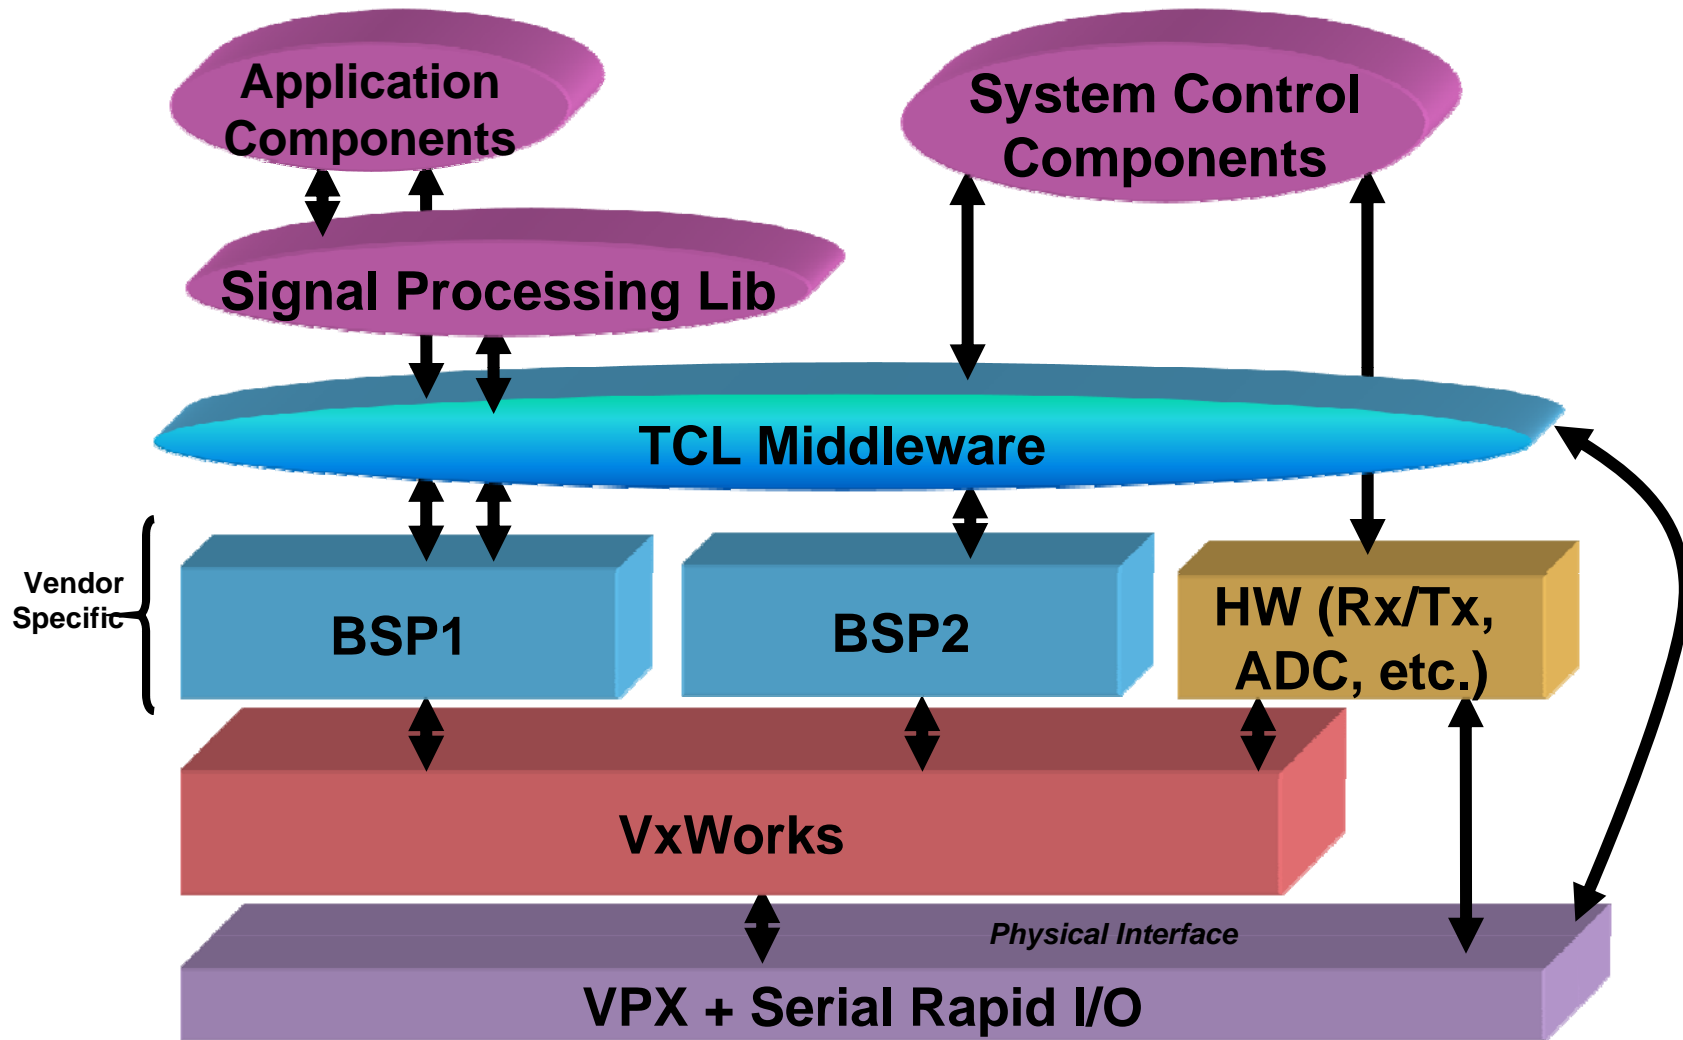 Application
Components
System Control
Components
Signal Processing Lib
TCL Middleware
Vendor
Specific
BSP1
BSP2
HW (Rx/Tx,
ADC, etc.)
VxWorks
Physical Interface
VPX + Serial Rapid I/O